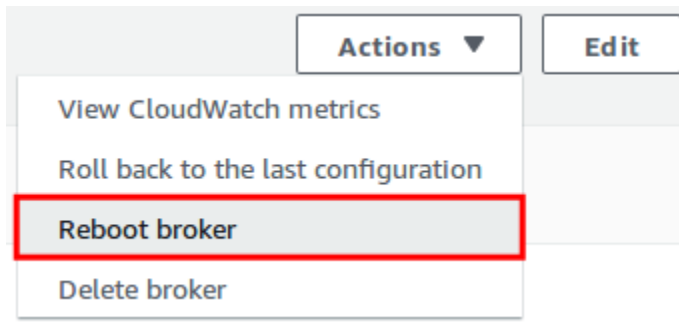 Actions ▼ Edit
View CloudWatch metrics
Roll back to the last configuration
Reboot broker
Delete broker